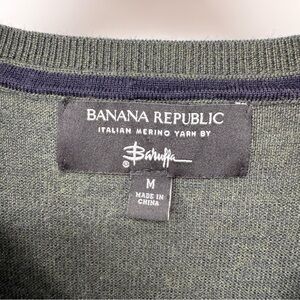 BANANA REPUBLIC
ITALIAN MERINO YARN BY
Baruffa
®
M
MADE IN
CHINA